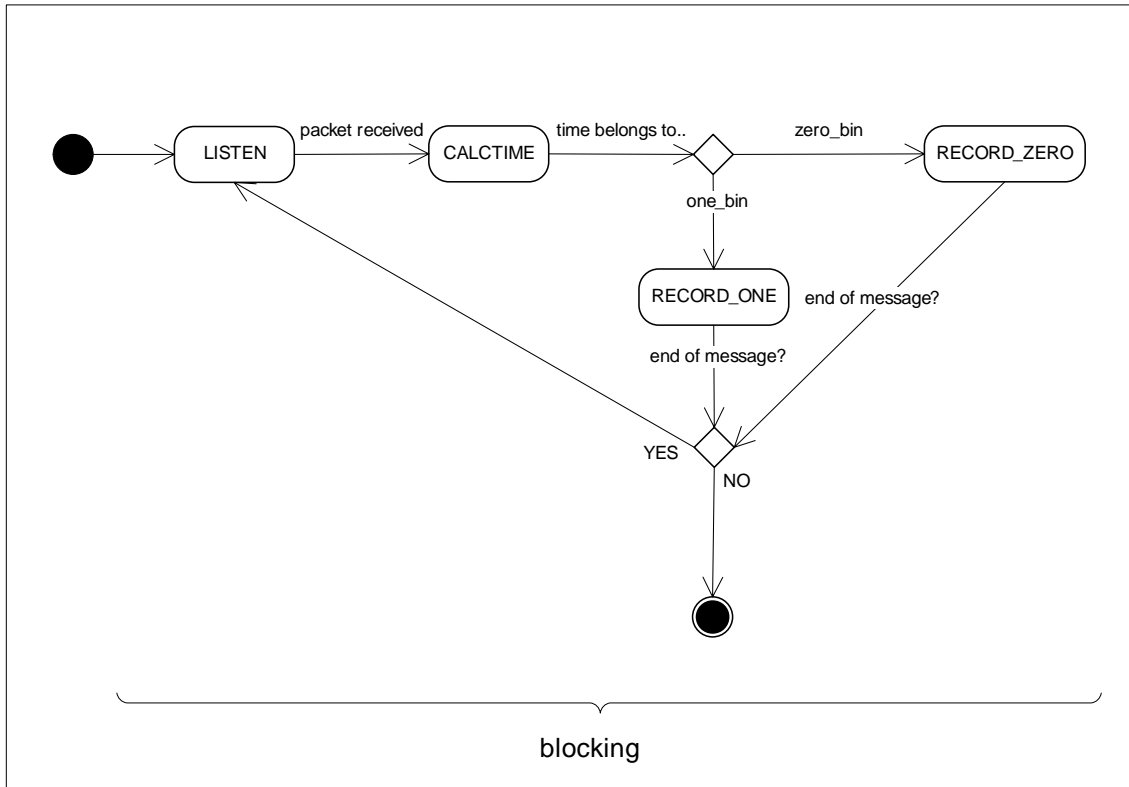 packet received
time belongs to..
zero_bin
LISTEN
CALCTIME
RECORD_ZERO
one_bin
RECORD_ONE
end of message?
end of message?
YES
NO
blocking